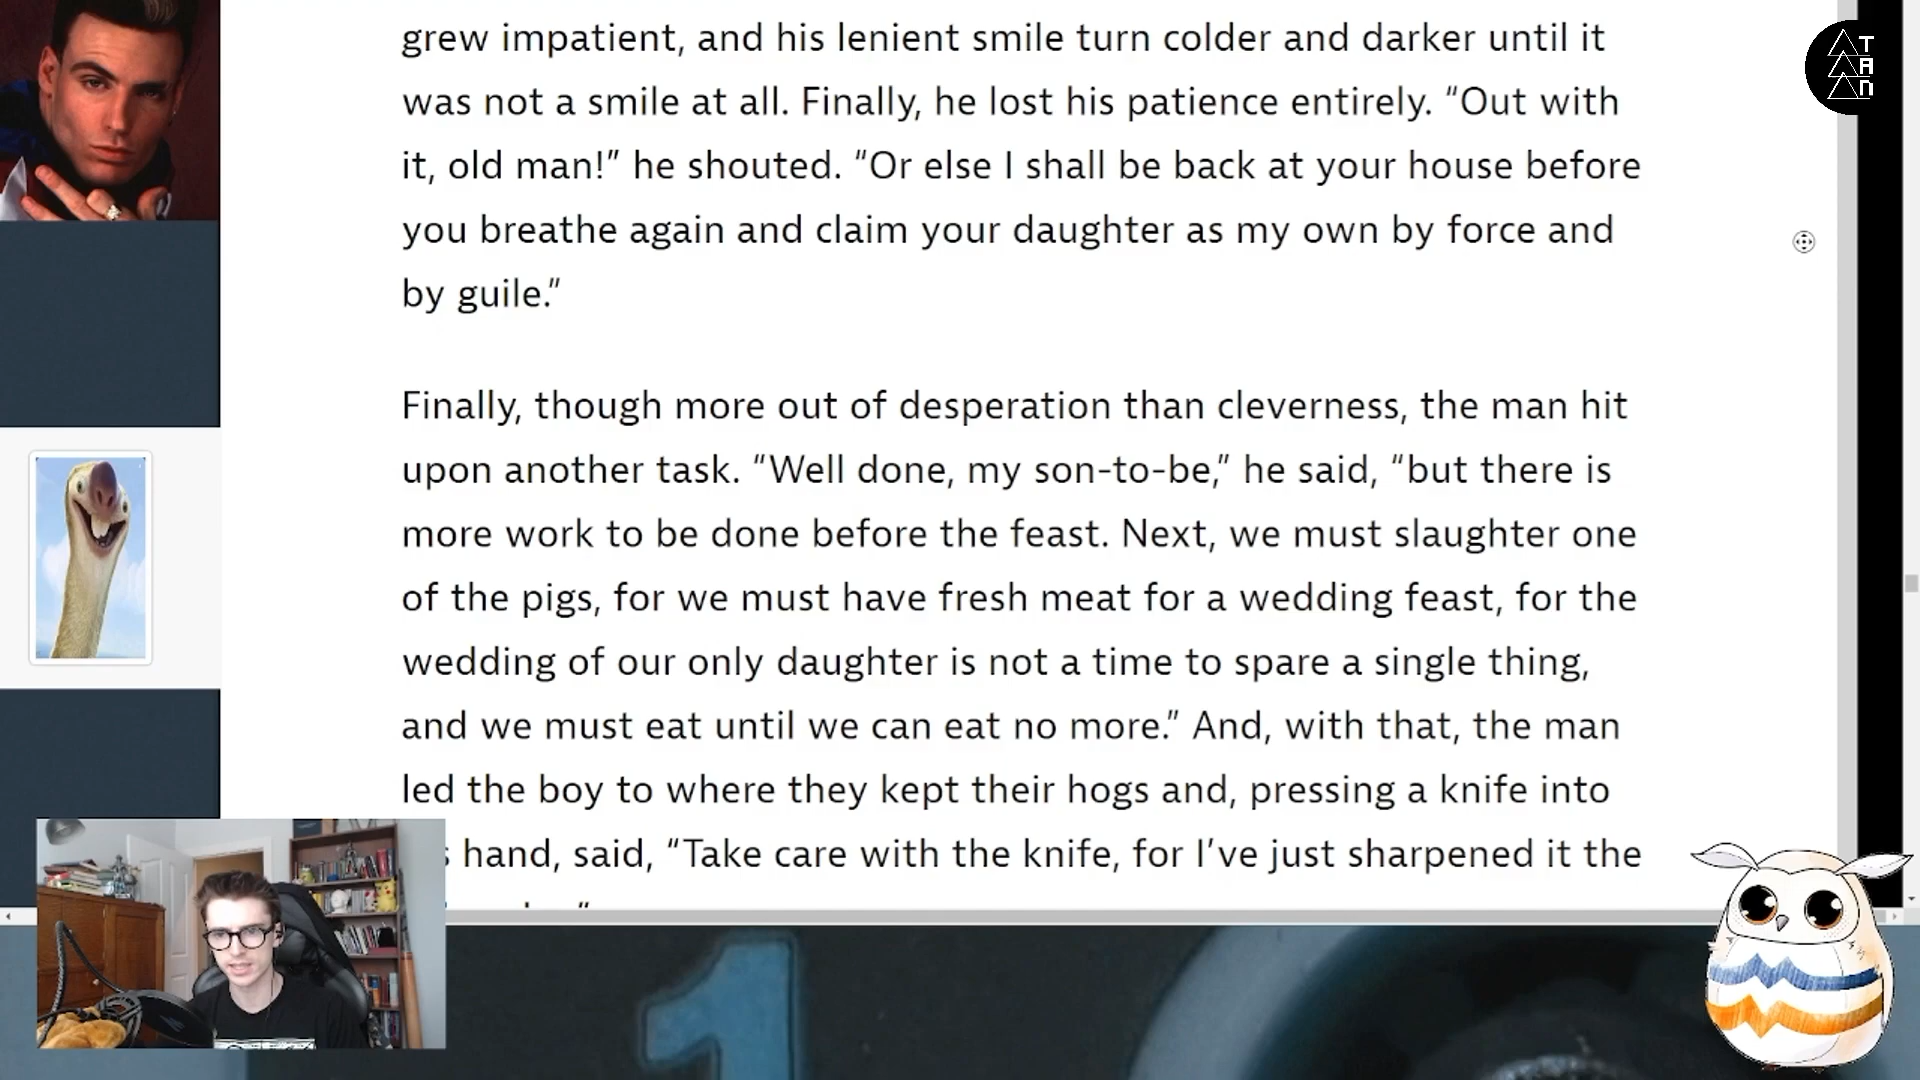 grew impatient, and his lenient smile turn colder and darker until it
was not a smile at all. Finally, he lost his patience entirely. “Out with
it, old man!” he shouted. “Or else I shall be back at your house before
you breathe again and claim your daughter as my own by force and
by guile.”
Finally, though more out of desperation than cleverness, the man hit
upon another task. “Well done, my son-to-be,” he said, “but there is
more work to be done before the feast. Next, we must slaughter one
of the pigs, for we must have fresh meat for a wedding feast, for the
wedding of our only daughter is not a time to spare a single thing,
and we must eat until we can eat no more.” And, with that, the man
led the boy to where they kept their hogs and, pressing a knife into
hand, said, “Take care with the knife, for I’ve just sharpened it the
TAN
1